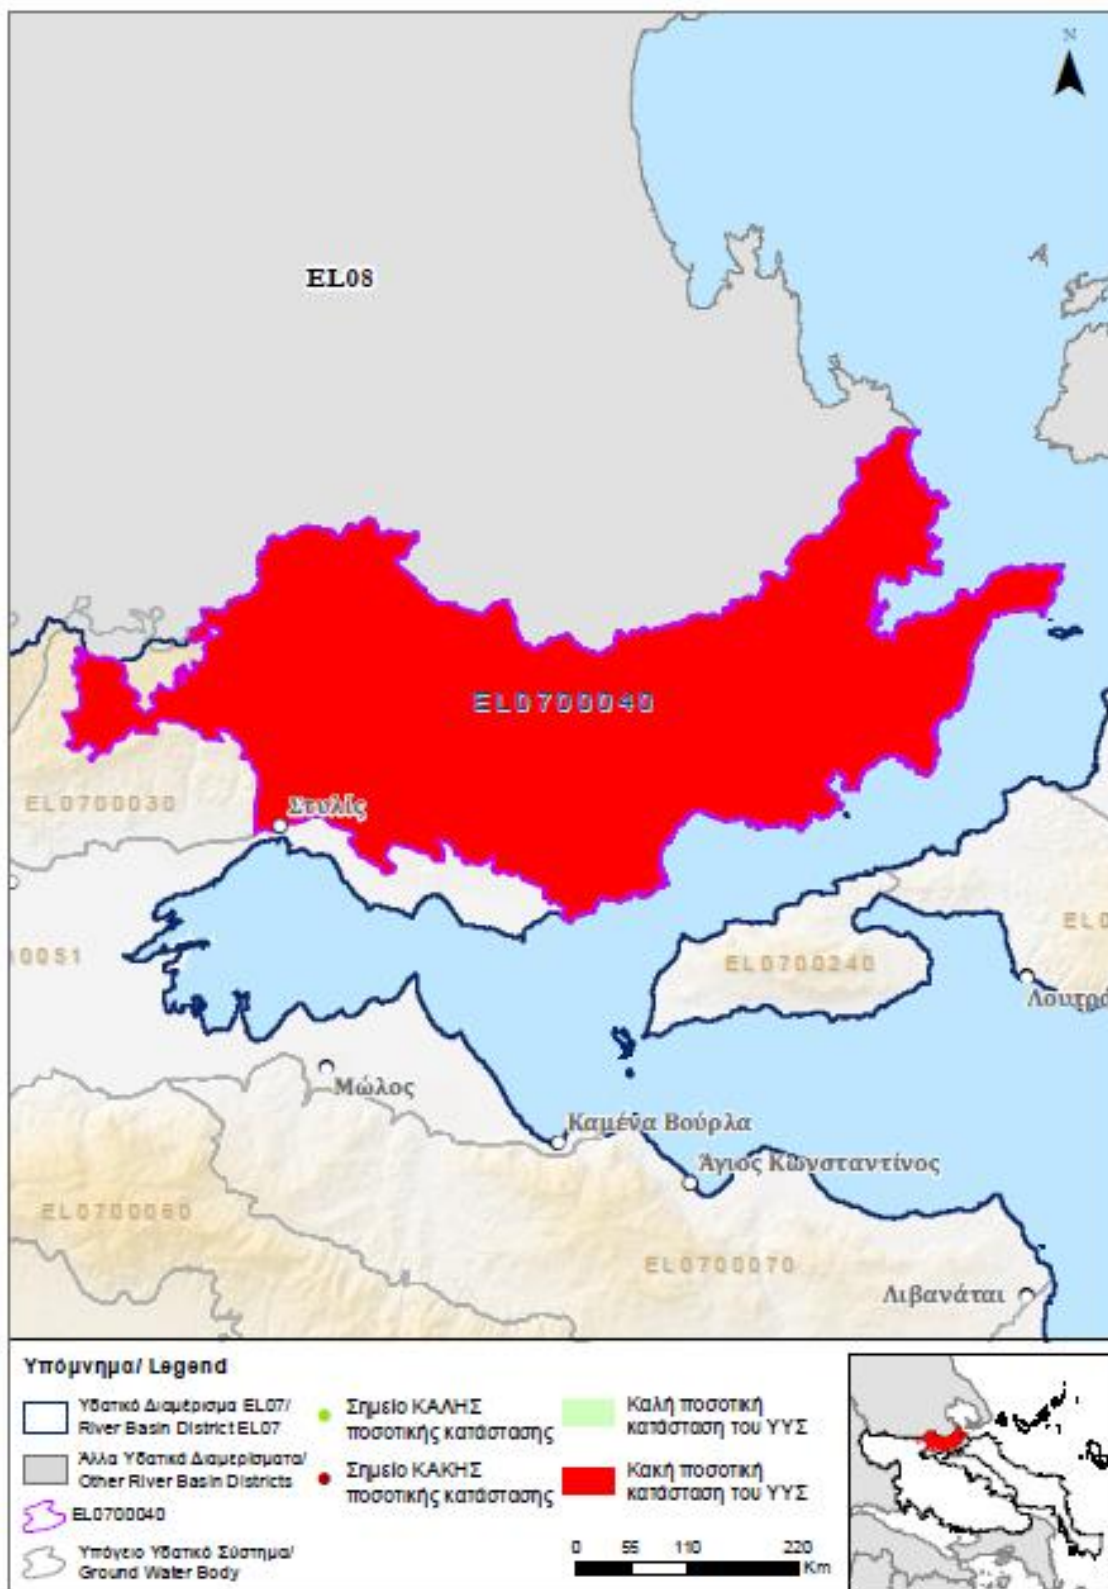 N
A
EL08
EL0700040
EL0700030
Στυλίς
EL0
0051
EL0700240
Λουτρά
Μώλος
Καμένα Βούρλα
Άγιος Κωνσταντίνος
EL0700060
EL0700070
Λιβανάται
Υπόμνημα/ Legend
Υδατικό Διαμέρισμα EL07/
River Basin District EL07
Άλλα Υδατικά Διαμερίσματα/
Other River Basin Districts
EL0700040
Υπόγειο Υδατικό Σύστημα/
Ground Water Body
Σημείο ΚΑΛΗΣ
ποσοτικής κατάστασης
Σημείο ΚΑΚΗΣ
ποσοτικής κατάστασης
Καλή ποσοτική
κατάσταση του ΥΥΣ
Κακή ποσοτική
κατάσταση του ΥΥΣ
0 55 110 220
Km